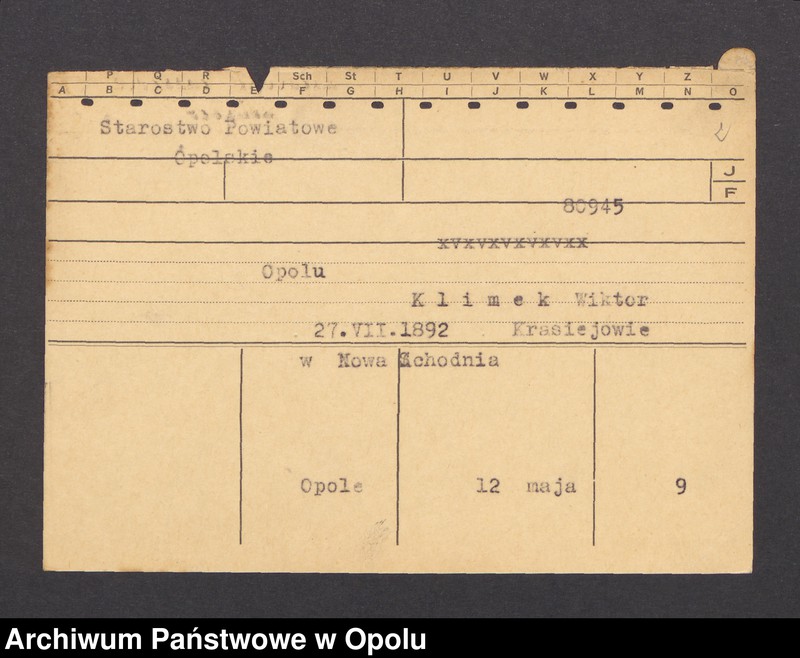 P Q R Sch St T U V W X Y Z
A B C D E F G H I J K L M N O
Starostwo Powiatowe
Opolskie
J
F
80945
xvxvxvxvxvxx
Opolu
K l i m e k Wiktor
27.VII.1892 Krasiejowie
w Nowa Schodnia
Opole 12 maja 9
Archiwum Państwowe w Opolu